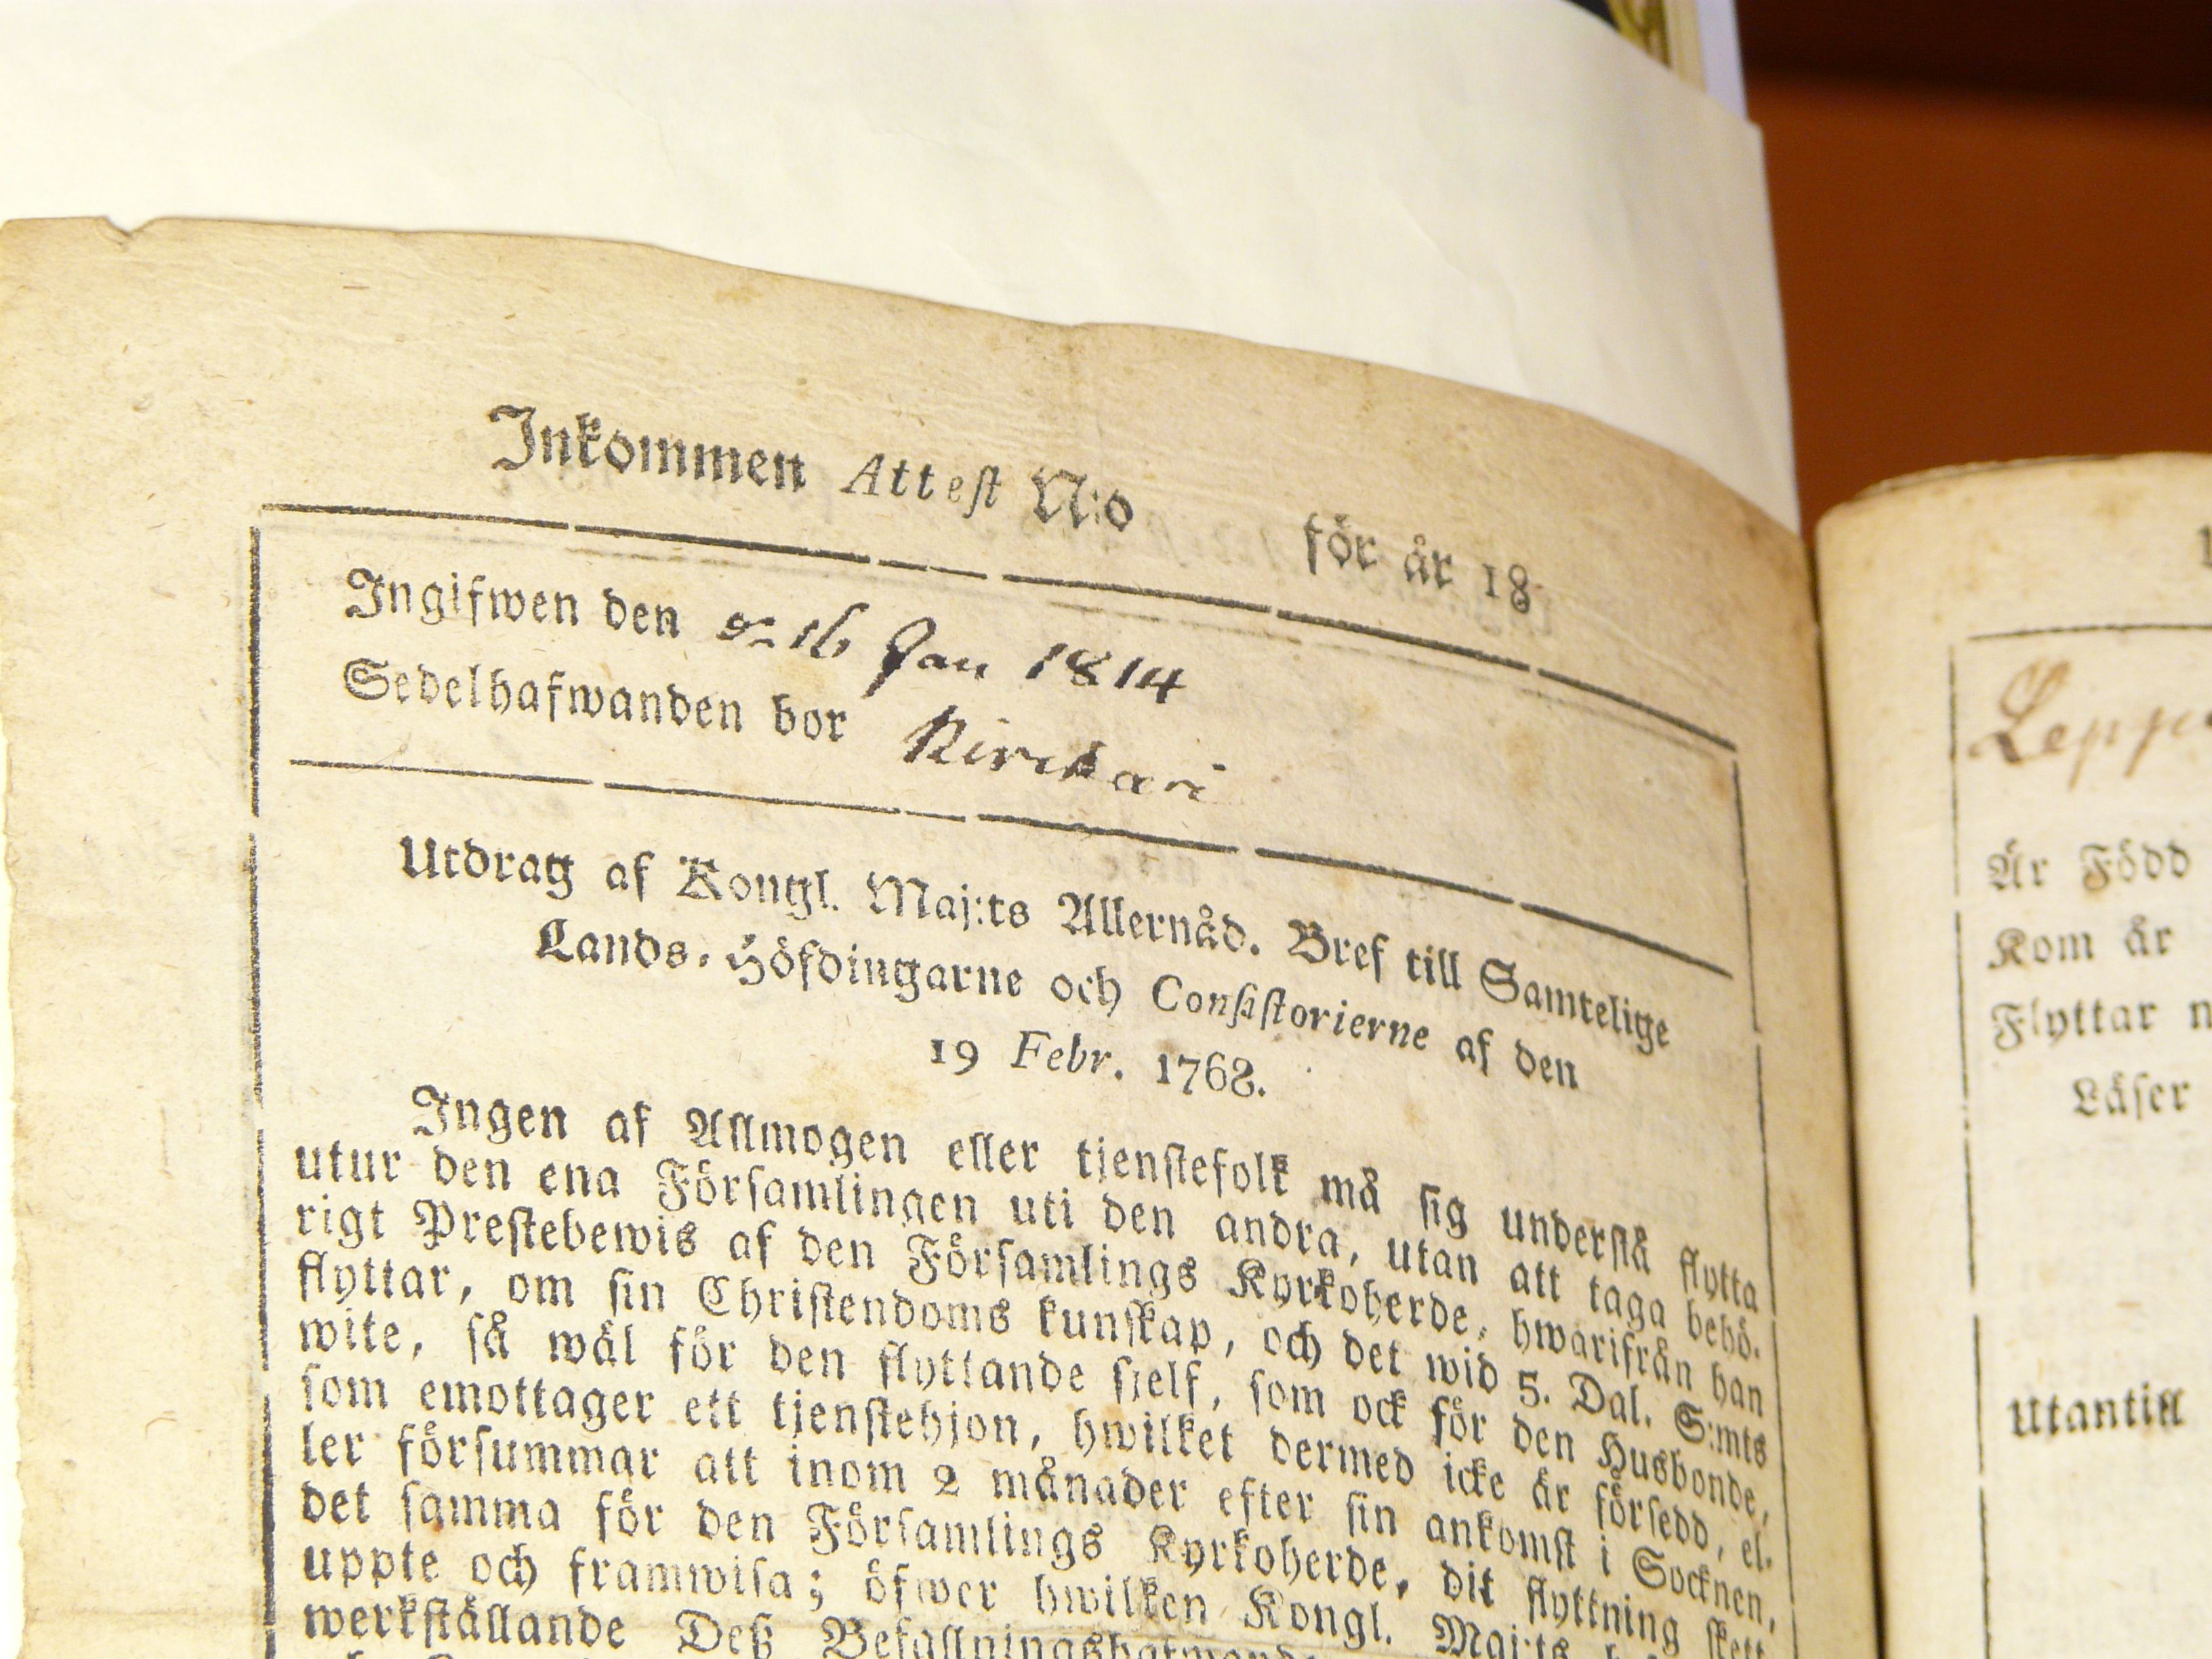 Inkommen Attest N:o för år 18
Ingifwen den 16 Jan 1814
Sedelhafwanden bor
Utdrag af Kongl. Maj:ts Allernåd. Bref till Samtelige
Lands-Höfdingarne och Consistorierne af den
19 Febr. 1768.
Ingen af Allmogen eller tjenstefolk må sig understå flytta
utur den ena Församlingen uti den andra, utan att taga behö-
rigt Prestebewis af den Församlings Kyrkoherde, hwarifrån han
flyttar, om sin Christendoms kunskap, och det wid 5. Dal. S:mts
wite, så wäl för den flyttande sjelf, som ock för den Husbonde,
som emottager ett tjenstehjon, hwilket dermed icke är försedd, el-
ler försummar att inom 2 månader efter sin ankomst i Socknen,
det samma för den Församlings Kyrkoherde, dit flyttning skett
uppte och framwisa; öfwer hwilken Kongl. Maj:ts
werkställande Deß
Är Född
Kom år
Flyttar
Läser
Utantill